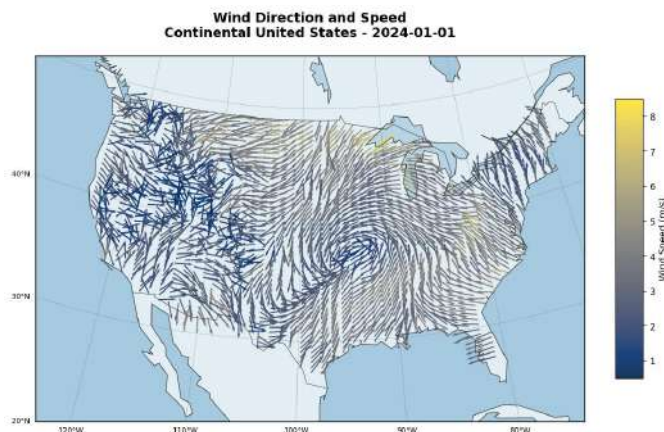 Wind Direction and Speed
Continental United States - 2024-01-01
40°N
30°N
20°N
120°W
110°W
100°W
90°W
80°W
8
7
6
5
4
3
2
1
Wind Speed (m/s)